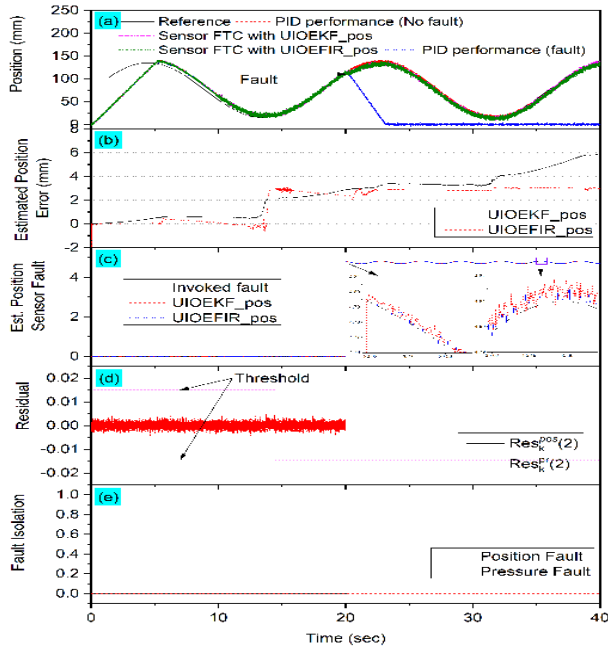 (a)
Reference
PID performance (No fault)
Sensor FTC with UIOEKF_pos
Sensor FTC with UIOEFIR_pos
PID performance (fault)
Fault
Position (mm)
250
200
150
100
50
0
(b)
Estimated Position
Error (mm)
8
6
4
2
0
-2
UIOEKF_pos
UIOEFIR_pos
(c)
Est. Position
Sensor Fault
4
2
0
Invoked fault
UIOEKF_pos
UIOEFIR_pos
(d)
Residual
0.02
0.01
0.00
-0.01
-0.02
Threshold
Res_k^pos(2)
Res_k^pr(2)
(e)
Fault Isolation
1.0
0.8
0.6
0.4
0.2
0.0
Position Fault
Pressure Fault
0
10
20
30
40
Time (sec)